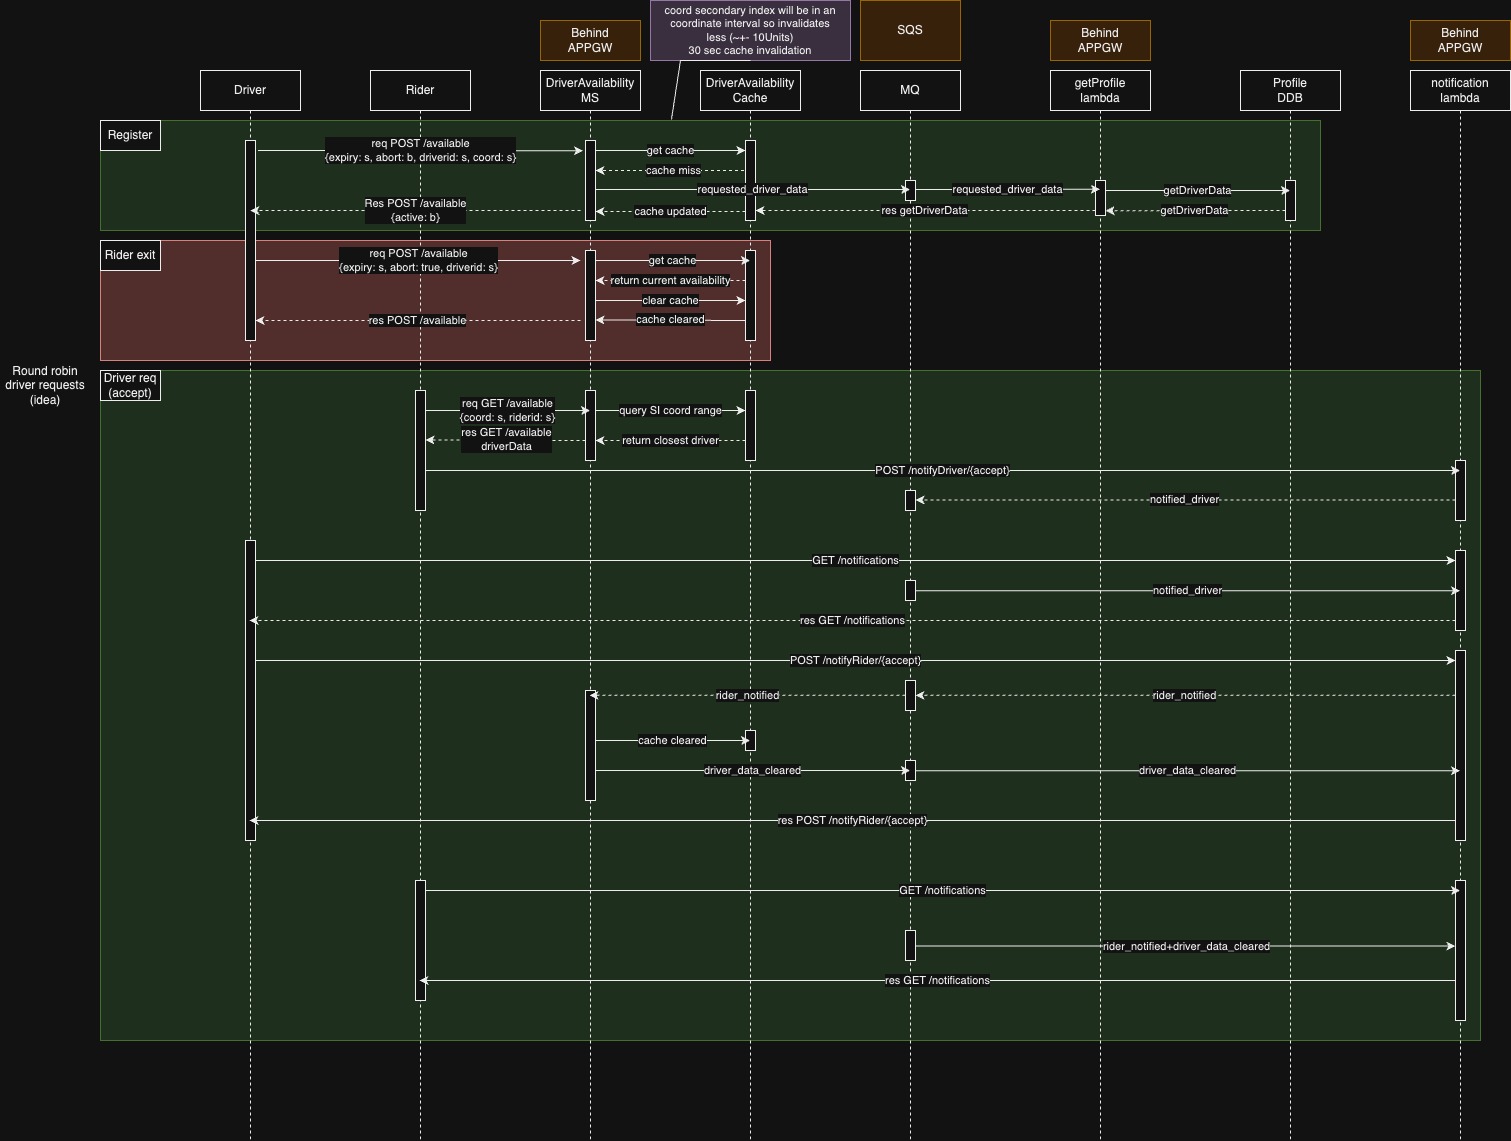 coord secondary index will be in an
coordinate interval so invalidates
less (~+- 10Units)
30 sec cache invalidation
Behind
APPGW
SQS
Behind
APPGW
Behind
APPGW
Driver
Rider
DriverAvailability
MS
DriverAvailability
Cache
MQ
getProfile
lambda
Profile
DDB
notification
lambda
Register
req POST /available
{expiry: s, abort: b, driverid: s, coord: s}
get cache
cache miss
requested_driver_data
requested_driver_data
getDriverData
Res POST /available
{active: b}
cache updated
res getDriverData
getDriverData
Rider exit
req POST /available
{expiry: s, abort: true, driverid: s}
get cache
return current availability
clear cache
res POST /available
cache cleared
Round robin
driver requests
(idea)
Driver req
(accept)
req GET /available
{coord: s, riderid: s}
query SI coord range
res GET /available
driverData
return closest driver
POST /notifyDriver/{accept}
notified_driver
GET /notifications
notified_driver
res GET /notifications
POST /notifyRider/{accept}
rider_notified
rider_notified
cache cleared
driver_data_cleared
driver_data_cleared
res POST /notifyRider/{accept}
GET /notifications
rider_notified+driver_data_cleared
res GET /notifications